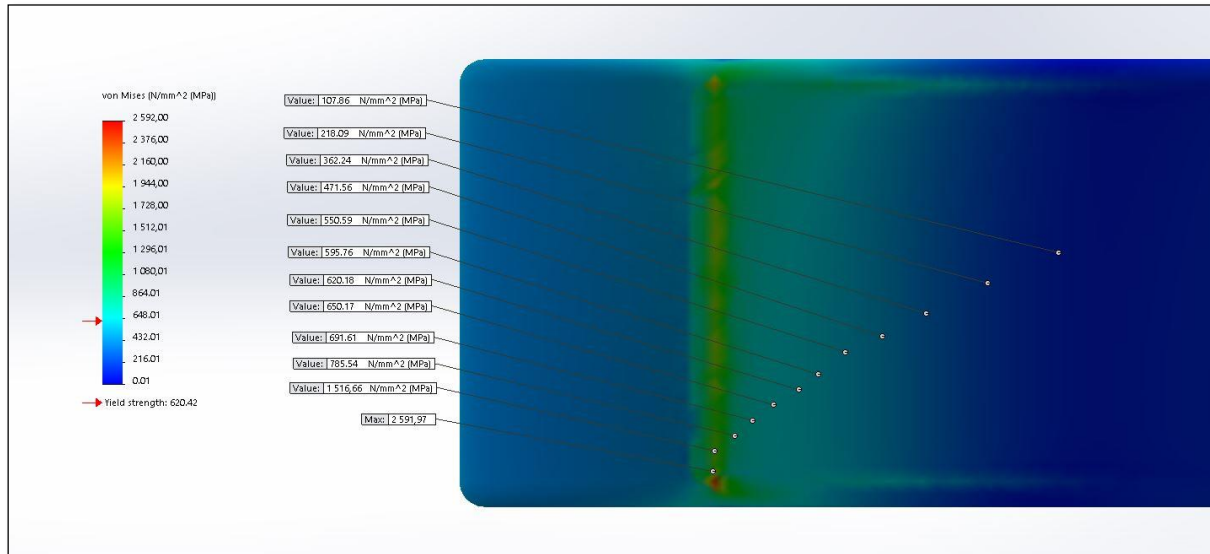 von Mises (N/mm^2 (MPa))
2 592,00
2 376,00
2 160,00
1 944,00
1 728,00
1 512,01
1 296,01
1 080,01
864.01
648.01
432.01
216.01
0.01
Yield strength: 620.42
Value: 107.86 N/mm^2 (MPa)
Value: 218.09 N/mm^2 (MPa)
Value: 362.24 N/mm^2 (MPa)
Value: 471.56 N/mm^2 (MPa)
Value: 550.59 N/mm^2 (MPa)
Value: 595.76 N/mm^2 (MPa)
Value: 620.18 N/mm^2 (MPa)
Value: 650.17 N/mm^2 (MPa)
Value: 691.61 N/mm^2 (MPa)
Value: 785.54 N/mm^2 (MPa)
Value: 1 516,66 N/mm^2 (MPa)
Max: 2 591,97